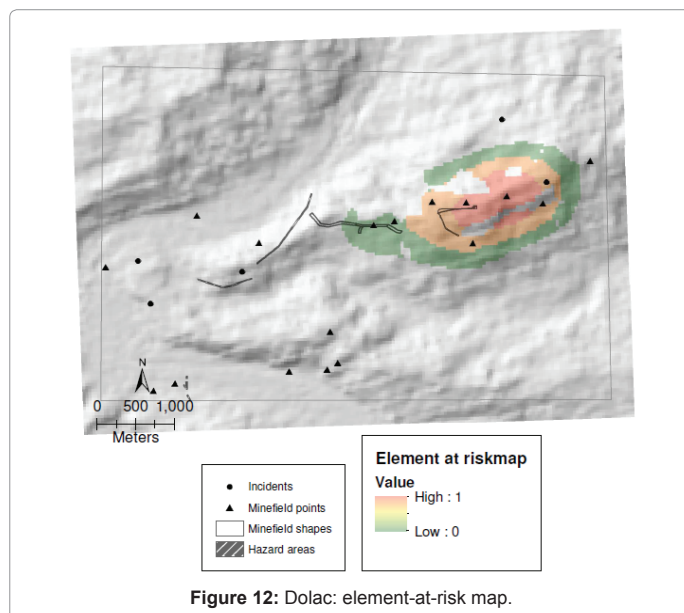 N
0 500 1,000
Meters
Incidents
Minefield points
Minefield shapes
Hazard areas
Element at riskmap
Value
High : 1
Low : 0
Figure 12: Dolac: element-at-risk map.